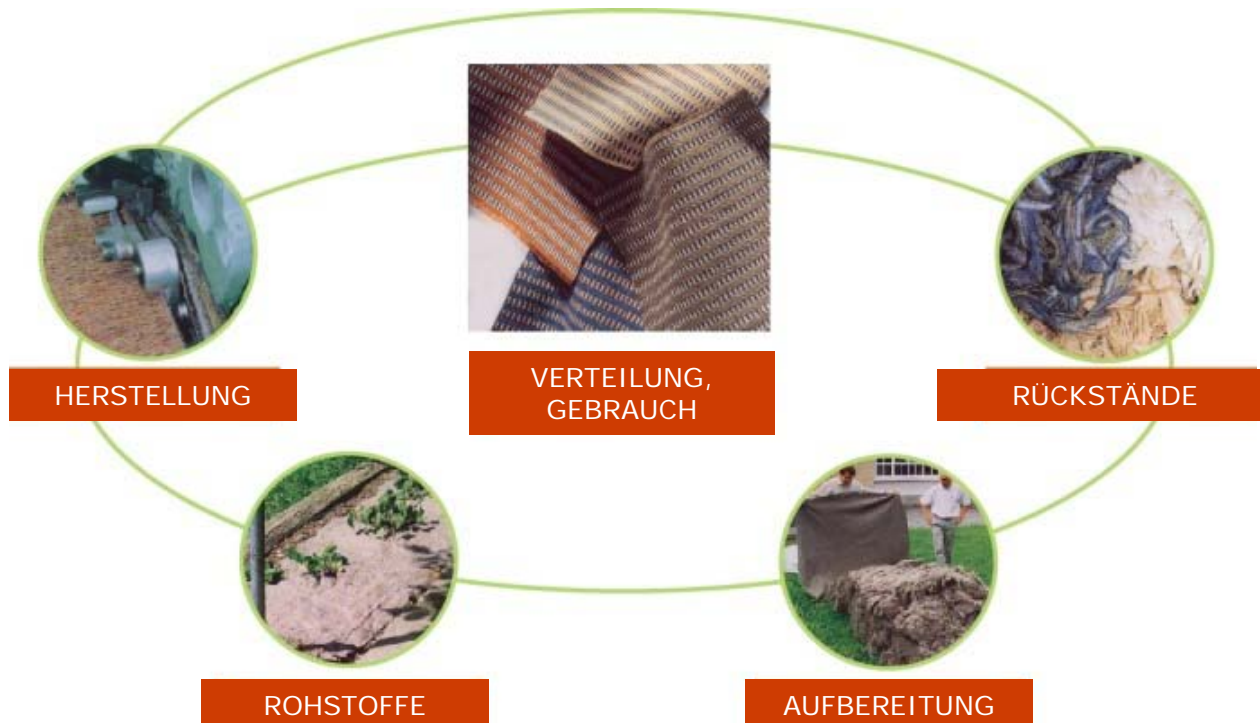 HERSTELLUNG
VERTEILUNG,
GEBRAUCH
RÜCKSTÄNDE
ROHSTOFFE
AUFBEREITUNG